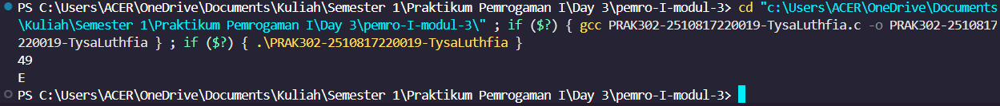 PS C:\Users\ACER\OneDrive\Documents\Kuliah\Semester 1\Praktikum Pemrogaman I\Day 3\pemro-I-modul-3> cd "c:\Users\ACER\OneDrive\Documents
\Kuliah\Semester 1\Praktikum Pemrogaman I\Day 3\pemro-I-modul-3\" ; if ($?) { gcc PRAK302-2510817220019-TysaLuthfia.c -o PRAK302-2510817
220019-TysaLuthfia } ; if ($?) { .\PRAK302-2510817220019-TysaLuthfia }
49
E
PS C:\Users\ACER\OneDrive\Documents\Kuliah\Semester 1\Praktikum Pemrogaman I\Day 3\pemro-I-modul-3>